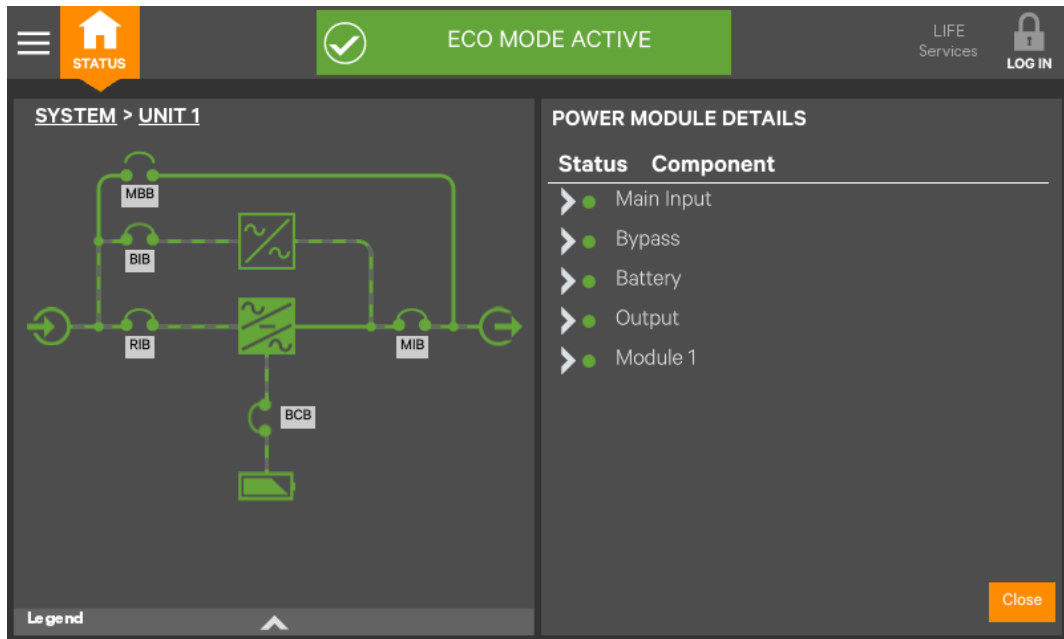 STATUS
ECO MODE ACTIVE
LIFE
Services
LOG IN
SYSTEM > UNIT 1
MBB
BIB
RIB
MIB
BCB
Legend
POWER MODULE DETAILS
Status Component
Main Input
Bypass
Battery
Output
Module 1
Close